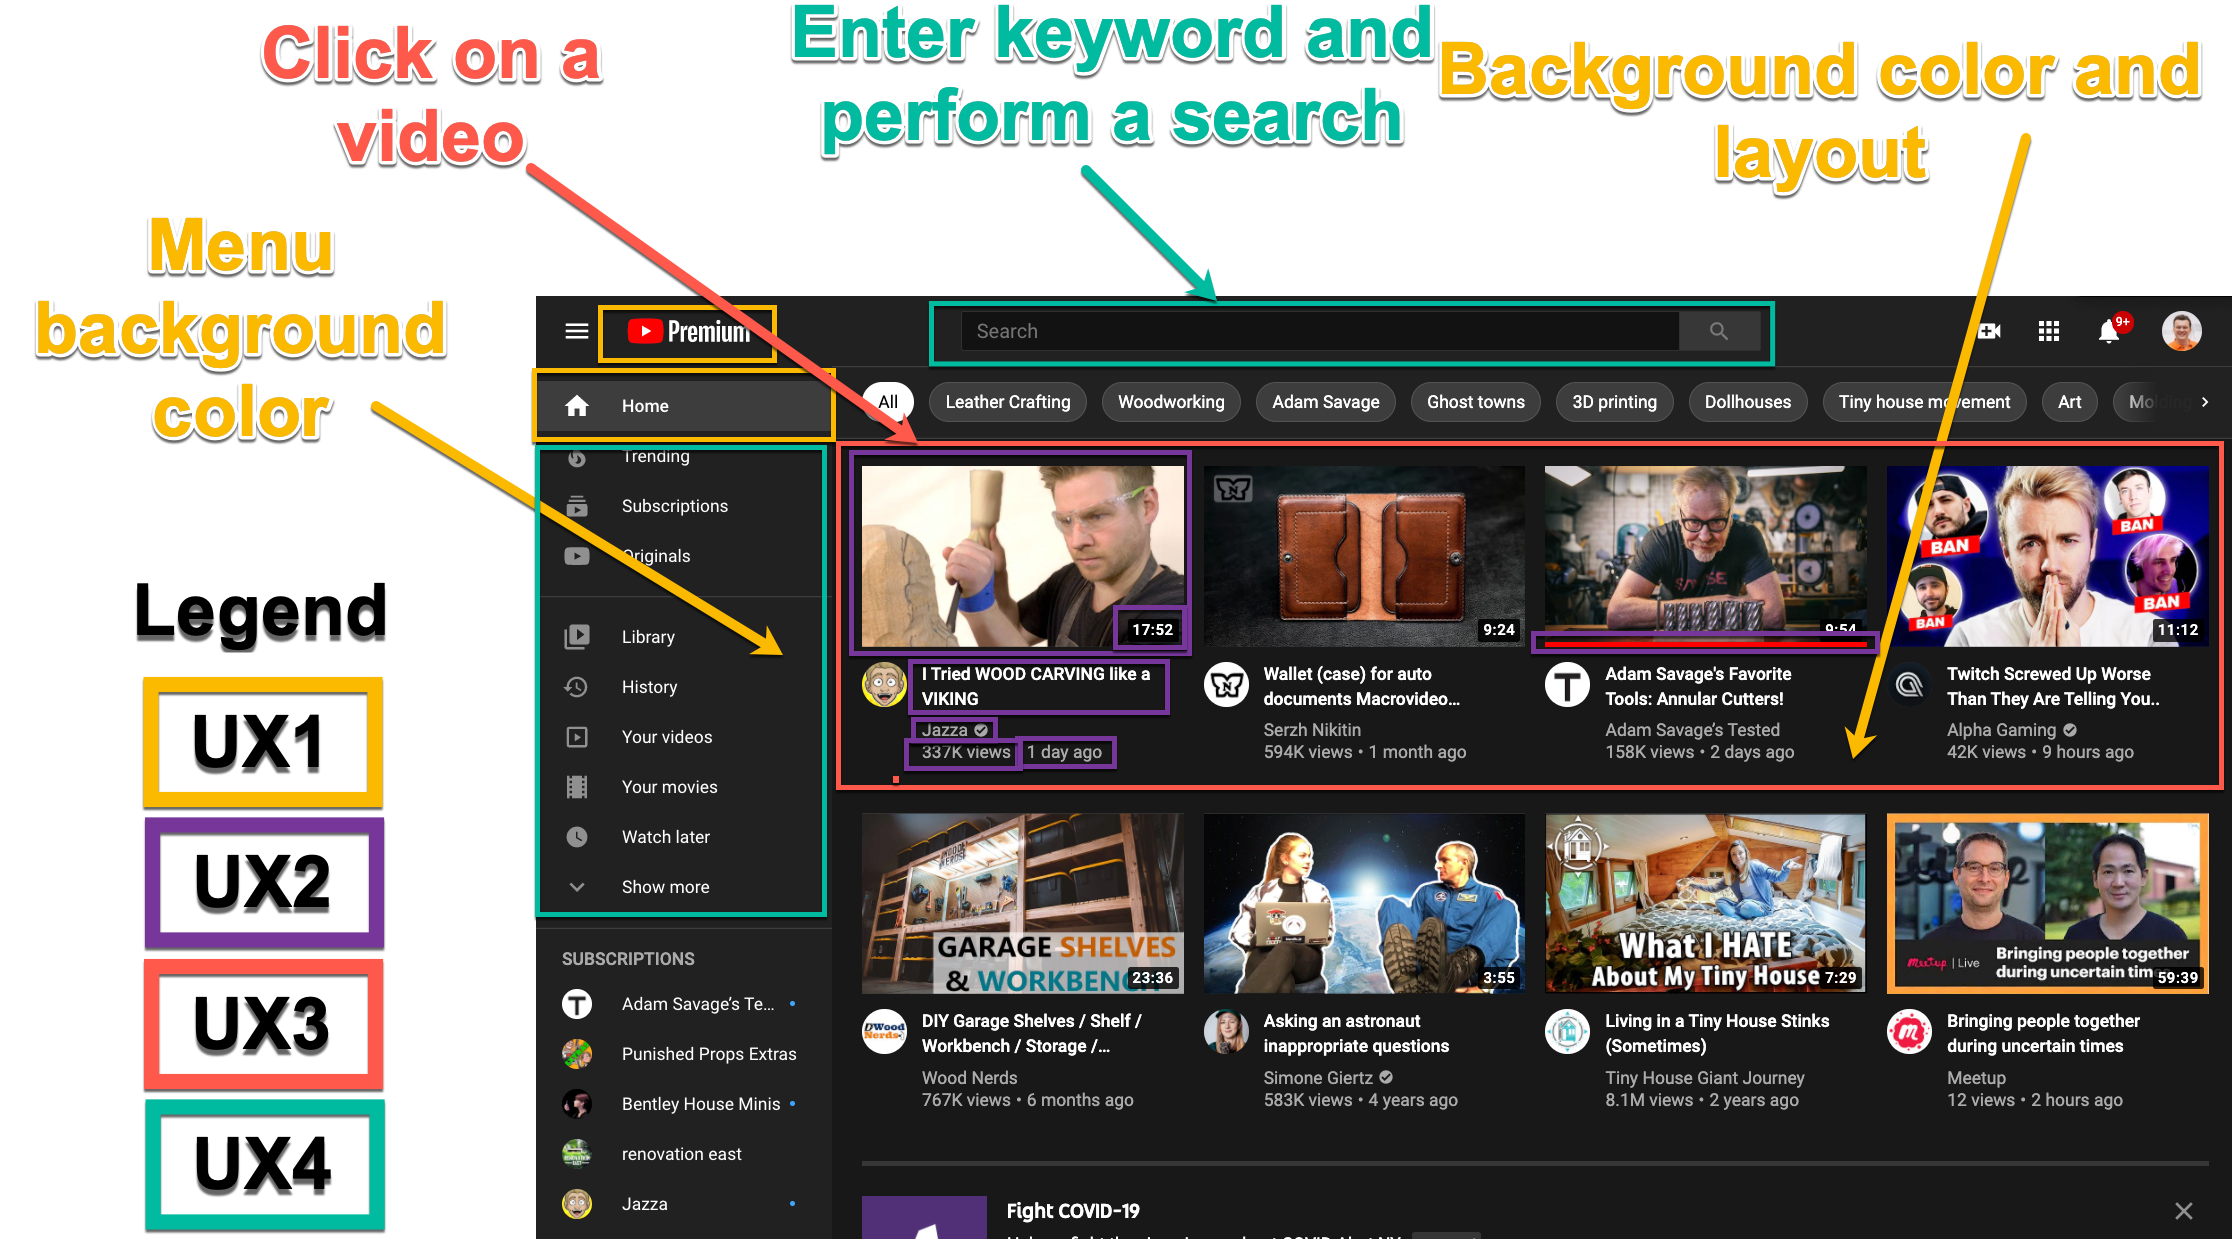 Click on a
video
Enter keyword and
perform a search
Background color and
layout
Menu
background
color
Legend
UX1
UX2
UX3
UX4
Premium
Search
9+
Home
Trending
Subscriptions
Originals
Library
History
Your videos
Your movies
Watch later
Show more
SUBSCRIPTIONS
Adam Savage's Te...
Punished Props Extras
Bentley House Minis
renovation east
Jazza
All
Leather Crafting
Woodworking
Adam Savage
Ghost towns
3D printing
Dollhouses
Tiny house movement
Art
Molding
17:52
I Tried WOOD CARVING like a
VIKING
Jazza
337K views
1 day ago
9:24
Wallet (case) for auto
documents Macrovideo...
Serzh Nikitin
594K views • 1 month ago
9:54
Adam Savage's Favorite
Tools: Annular Cutters!
Adam Savage's Tested
158K views • 2 days ago
BAN
BAN
BAN
BAN
11:12
Twitch Screwed Up Worse
Than They Are Telling You..
Alpha Gaming
42K views • 9 hours ago
GARAGE SHELVES
& WORKBENCH
23:36
DWood
Nerds
DIY Garage Shelves / Shelf /
Workbench / Storage /...
Wood Nerds
767K views • 6 months ago
3:55
Asking an astronaut
inappropriate questions
Simone Giertz
583K views • 4 years ago
What I HATE
About My Tiny House
7:29
Living in a Tiny House Stinks
(Sometimes)
Tiny House Giant Journey
8.1M views • 2 years ago
Meetup | Live
Bringing people together
during uncertain tim
59:39
Bringing people together
during uncertain times
Meetup
12 views • 2 hours ago
Fight COVID-19